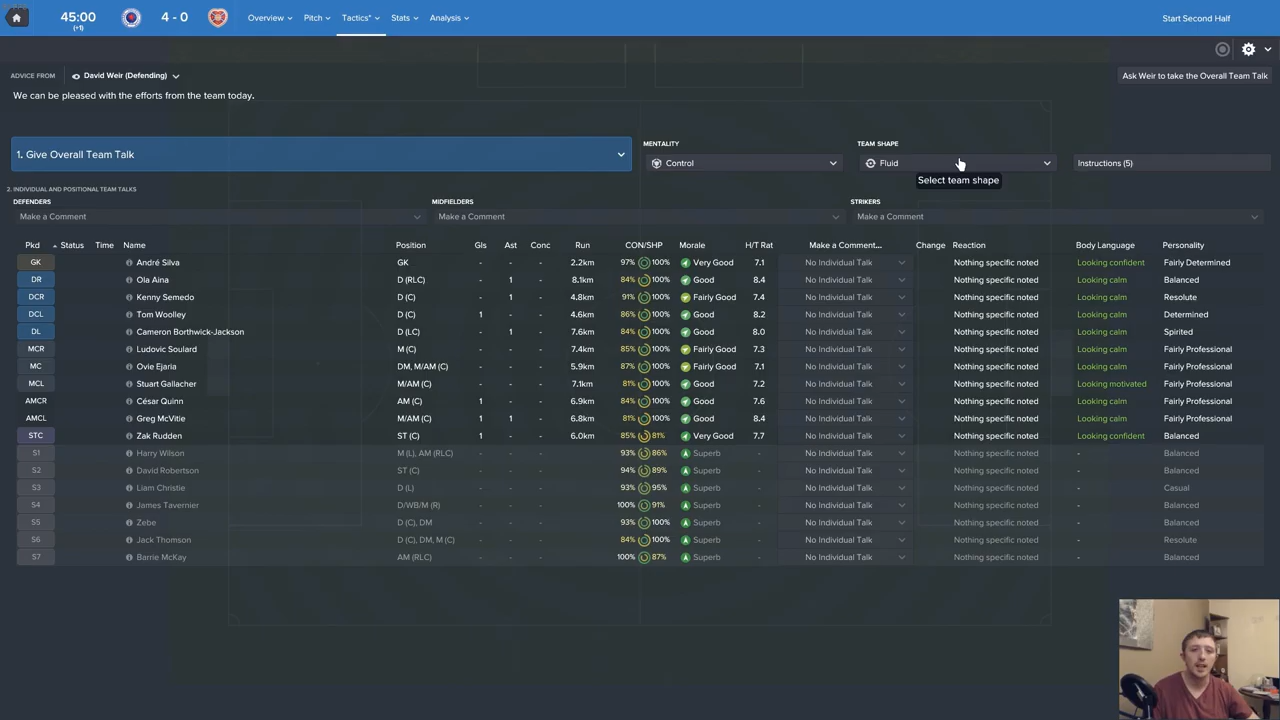 45:00
(+1)
4 - 0
Overview
Pitch
Tactics*
Stats
Analysis
Start Second Half
ADVICE FROM
David Weir (Defending)
Ask Weir to take the Overall Team Talk
We can be pleased with the efforts from the team today.
MENTALITY
TEAM SHAPE
1. Give Overall Team Talk
Control
Fluid
Instructions (5)
Select team shape
2. INDIVIDUAL AND POSITIONAL TEAM TALKS
DEFENDERS
MIDFIELDERS
STRIKERS
Make a Comment
Make a Comment
Make a Comment
Pkd Status Time Name Position Gls Ast Conc Run CON/SHP Morale H/T Rat Make a Comment... Change Reaction Body Language Personality
GK André Silva GK - - - 2.2km 97% 100% Very Good 7.1 No Individual Talk Nothing specific noted Looking confident Fairly Determined
DR Ola Aina D (RLC) - 1 - 8.1km 84% 100% Good 8.4 No Individual Talk Nothing specific noted Looking calm Balanced
DCR Kenny Semedo D (C) - 1 - 4.8km 91% 100% Fairly Good 7.4 No Individual Talk Nothing specific noted Looking calm Resolute
DCL Tom Woolley D (C) 1 - - 4.6km 86% 100% Good 8.2 No Individual Talk Nothing specific noted Looking calm Determined
DL Cameron Borthwick-Jackson D (LC) - 1 - 7.6km 84% 100% Good 8.0 No Individual Talk Nothing specific noted Looking calm Spirited
MCR Ludovic Soulard M (C) - - - 7.4km 85% 100% Fairly Good 7.3 No Individual Talk Nothing specific noted Looking calm Fairly Professional
MC Ovie Ejaria DM, M/AM (C) - - - 5.9km 87% 100% Fairly Good 7.1 No Individual Talk Nothing specific noted Looking calm Fairly Professional
MCL Stuart Gallacher M/AM (C) - - - 7.1km 81% 100% Good 7.2 No Individual Talk Nothing specific noted Looking motivated Fairly Professional
AMCR César Quinn AM (C) 1 - - 6.9km 84% 100% Good 7.6 No Individual Talk Nothing specific noted Looking calm Fairly Professional
AMCL Greg McVitie M/AM (C) 1 1 - 6.8km 81% 100% Good 8.4 No Individual Talk Nothing specific noted Looking calm Fairly Professional
STC Zak Rudden ST (C) 1 - - 6.0km 85% 81% Very Good 7.7 No Individual Talk Nothing specific noted Looking confident Balanced
S1 Harry Wilson M (L), AM (RLC) 93% 86% Superb - No Individual Talk Nothing specific noted - Balanced
S2 David Robertson ST (C) 94% 89% Superb - No Individual Talk Nothing specific noted - Balanced
S3 Liam Christie D (L) 93% 95% Superb - No Individual Talk Nothing specific noted - Casual
S4 James Tavernier D/WB/M (R) 100% 91% Superb - No Individual Talk Nothing specific noted - Balanced
S5 Zebe D (C), DM 93% 100% Superb - No Individual Talk Nothing specific noted - Balanced
S6 Jack Thomson D (C), DM, M (C) 84% 100% Superb - No Individual Talk Nothing specific noted - Resolute
S7 Barrie McKay AM (RLC) 100% 87% Superb - No Individual Talk Nothing specific noted - Balanced